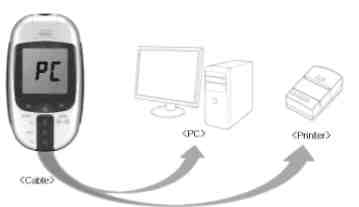 PC
<PC>
<Printer>
<Cable>